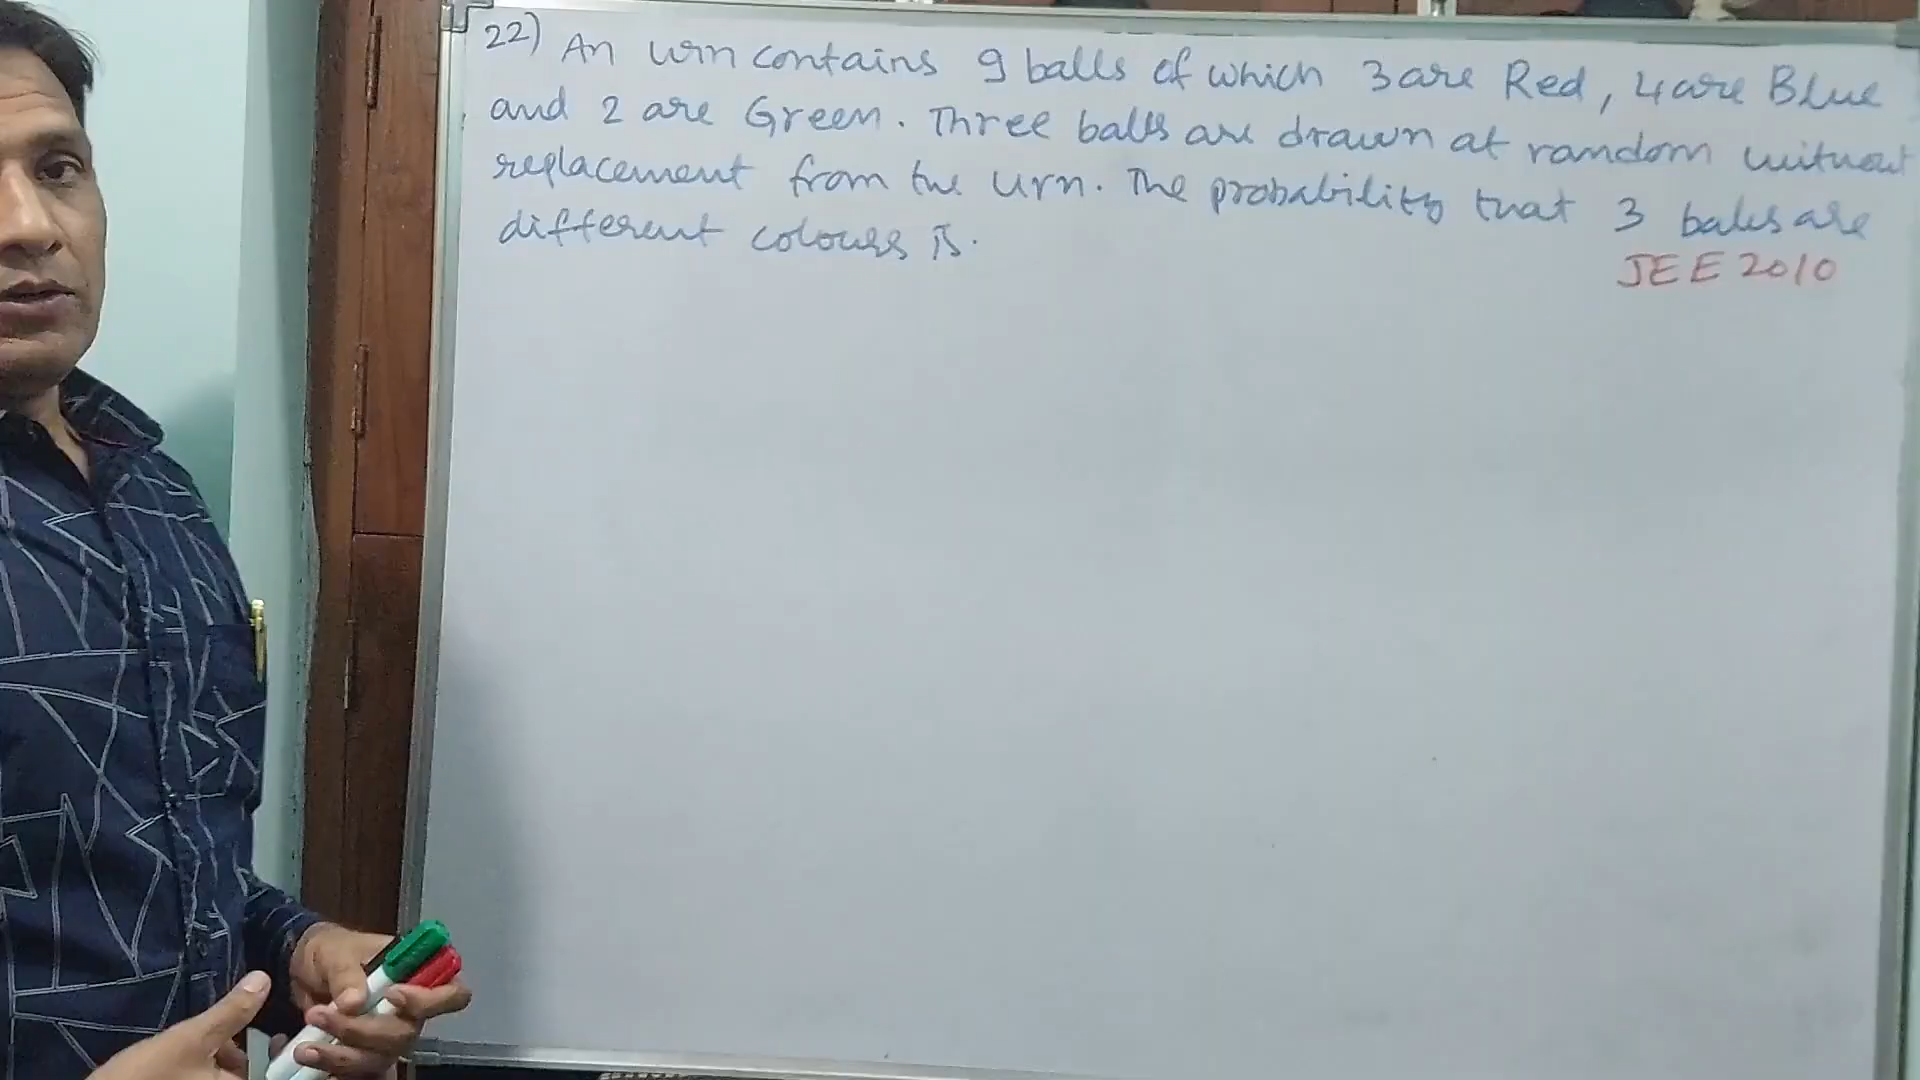 22) An urn contains 9 balls of which 3 are Red, 4 are Blue
and 2 are Green. Three balls are drawn at random without
replacement from the urn. The probability that 3 balls are
different colours is.
JEE 2010